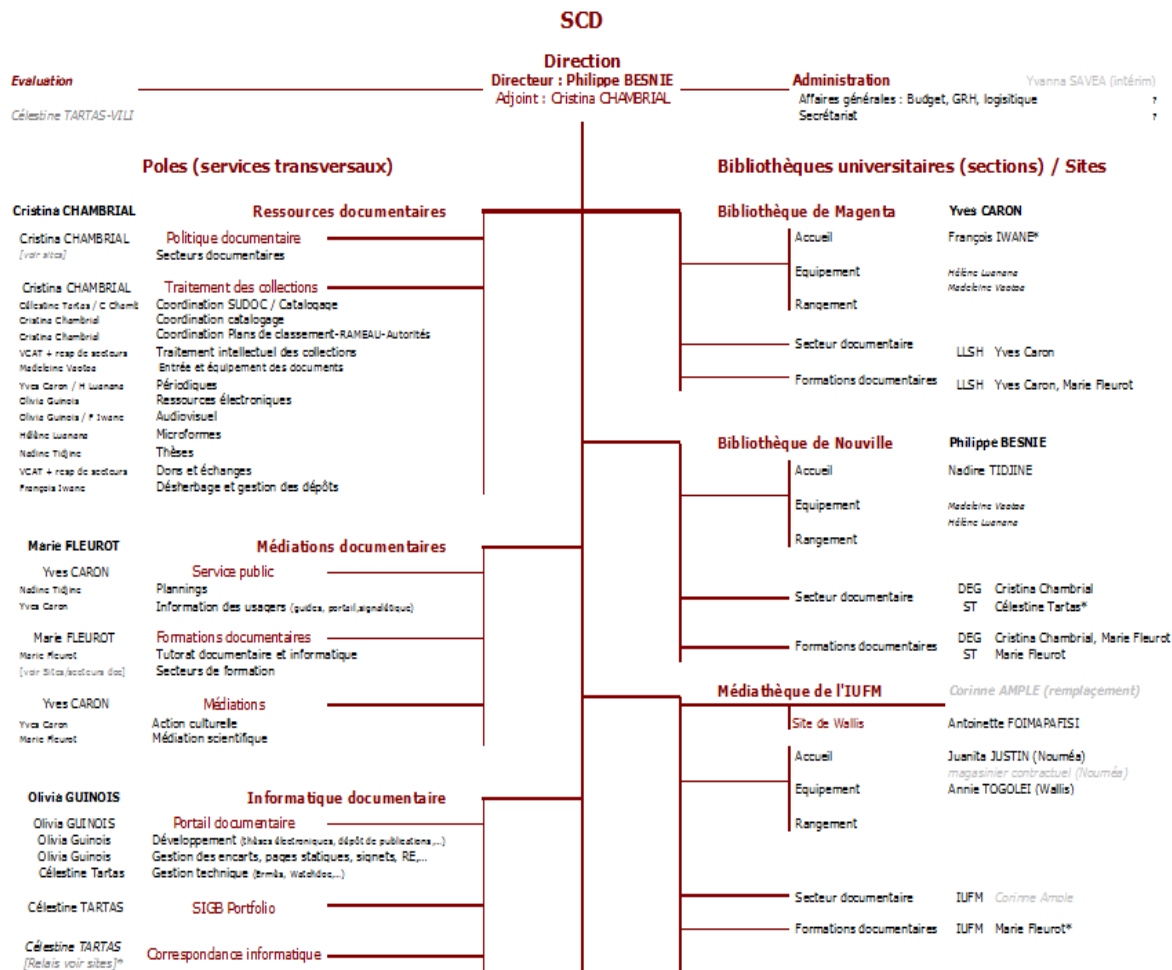 SCD
Direction
Directeur : Philippe BESNIE
Adjoint : Cristina CHAMBRIAL
Evaluation
Célestine TARTAS-VILI
Administration Yvanna SAVEA (intérim)
Affaires générales : Budget, GRH, logisitique ?
Secrétariat ?
Poles (services transversaux)
Cristina CHAMBRIAL Ressources documentaires
Cristina CHAMBRIAL Politique documentaire
[voir sites] Secteurs documentaires
Cristina CHAMBRIAL Traitement des collections
Célestine Tartas / C Chamb Coordination SUDOC / Catalogage
Cristina Chambrial Coordination catalogage
Cristina Chambrial Coordination Plans de classement-RAMEAU-Autorités
VCAT + resp de secteurs Traitement intellectuel des collections
Madeleine Vaotea Entrée et équipement des documents
Yves Caron / H Luanana Périodiques
Olivia Guinois Ressources électroniques
Olivia Guinois / F Iwane Audiovisuel
Hélène Luanana Microformes
Nadine Tidjine Thèses
VCAT + resp de secteurs Dons et échanges
François Iwane Désherbage et gestion des dépôts
Marie FLEUROT Médiations documentaires
Yves CARON Service public
Nadine Tidjine Plannings
Yves Caron Information des usagers (guides, portail,signalétique)
Marie FLEUROT Formations documentaires
Marie Fleurot Tutorat documentaire et informatique
[voir Sites/secteurs doc] Secteurs de formation
Yves CARON Médiations
Yves Caron Action culturelle
Marie Fleurot Médiation scientifique
Olivia GUINOIS Informatique documentaire
Olivia GUINOIS Portail documentaire
Olivia Guinois Développement (thèses électroniques, dépôt de publications,...)
Olivia Guinois Gestion des encarts, pages statiques, signets, RE,...
Célestine Tartas Gestion technique (Ermès, Watchdoc,...)
Célestine TARTAS SIGB Portfolio
Célestine TARTAS Correspondance informatique
[Relais voir sites]*
Bibliothèques universitaires (sections) / Sites
Bibliothèque de Magenta Yves CARON
Accueil François IWANE*
Equipement Hélène Luanana
Madeleine Vaotea
Rangement
Secteur documentaire LLSH Yves Caron
Formations documentaires LLSH Yves Caron, Marie Fleurot
Bibliothèque de Nouville Philippe BESNIE
Accueil Nadine TIDJINE
Equipement Madeleine Vaotea
Hélène Luanana
Rangement
Secteur documentaire DEG Cristina Chambrial
ST Célestine Tartas*
Formations documentaires DEG Cristina Chambrial, Marie Fleurot
ST Marie Fleurot
Médiathèque de l'IUFM Corinne AMPLE (remplaçement)
Site de Wallis Antoinette FOIMAPAFISI
Accueil Juanita JUSTIN (Nouméa)
magasinier contractuel (Nouméa)
Equipement Annie TOGOLEI (Wallis)
Rangement
Secteur documentaire IUFM Corinne Ample
Formations documentaires IUFM Marie Fleurot*